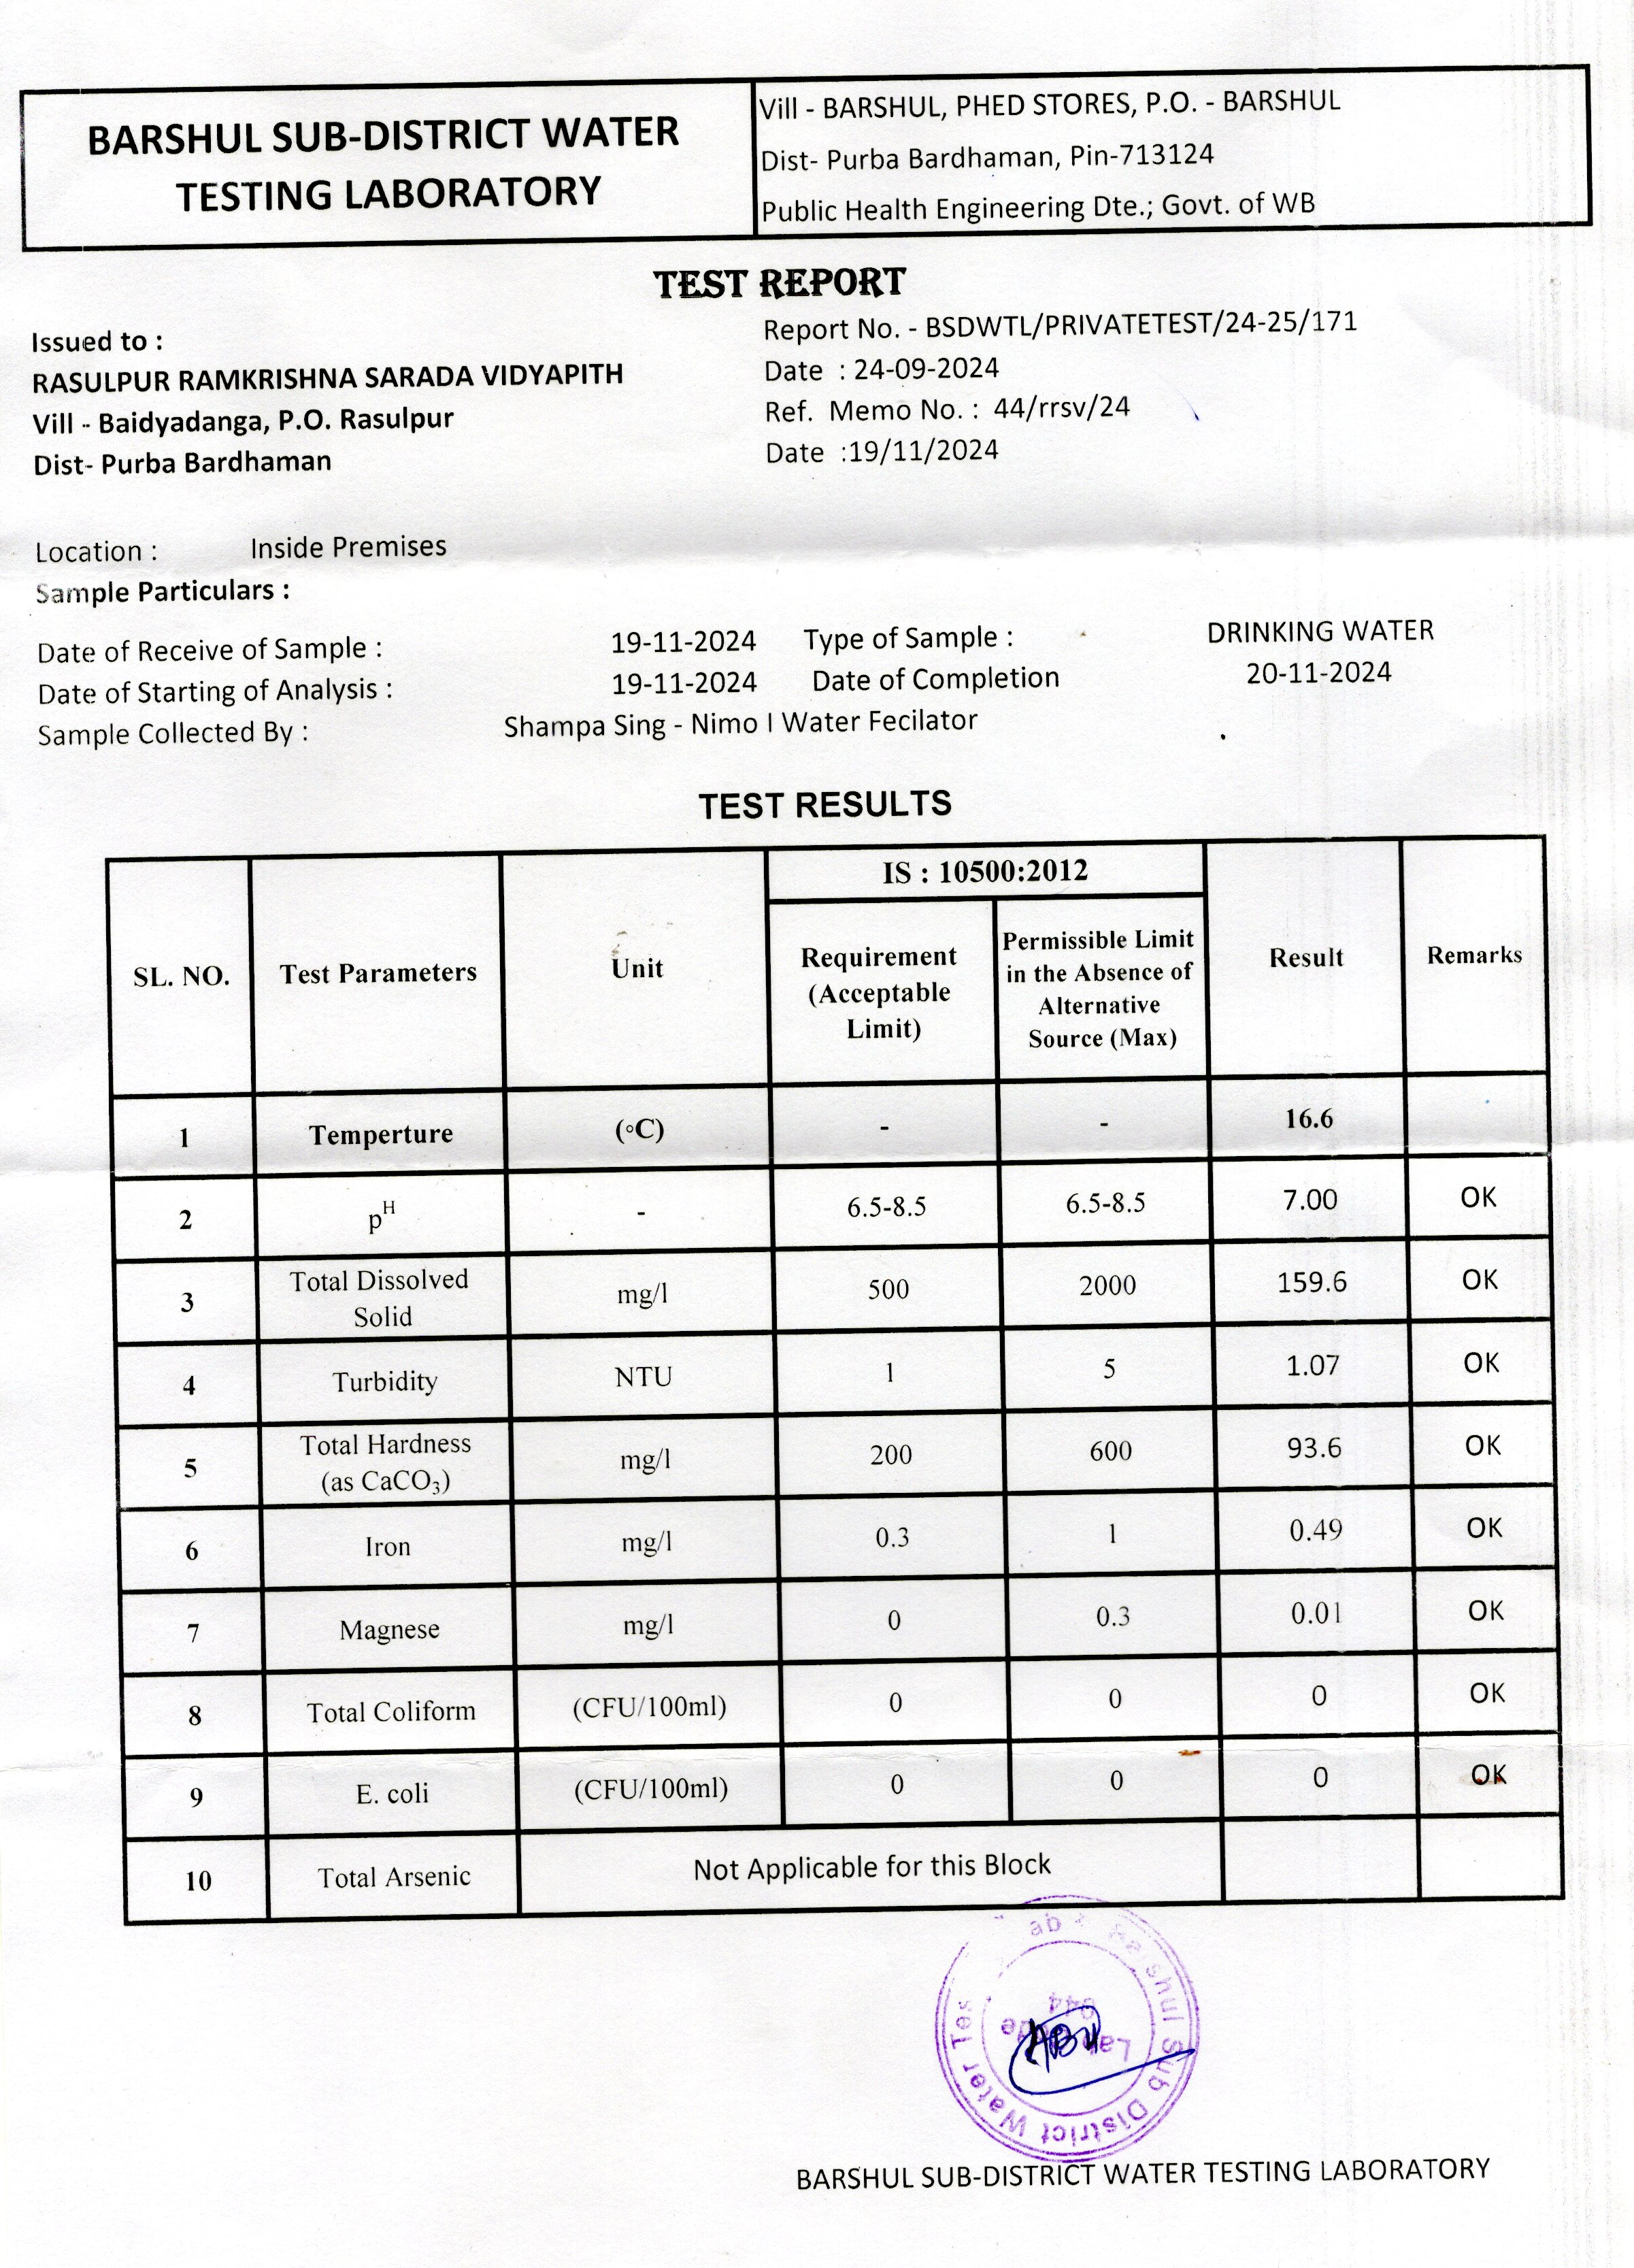 BARSHUL SUB-DISTRICT WATER
TESTING LABORATORY
Vill - BARSHUL, PHED STORES, P.O. - BARSHUL
Dist- Purba Bardhaman, Pin-713124
Public Health Engineering Dte.; Govt. of WB
TEST REPORT
Issued to :
RASULPUR RAMKRISHNA SARADA VIDYAPITH
Vill - Baidyadanga, P.O. Rasulpur
Dist- Purba Bardhaman
Report No. - BSDWTL/PRIVATETEST/24-25/171
Date : 24-09-2024
Ref. Memo No. : 44/rrsv/24
Date :19/11/2024
Location : Inside Premises
Sample Particulars :
Date of Receive of Sample : 19-11-2024 Type of Sample : DRINKING WATER
Date of Starting of Analysis : 19-11-2024 Date of Completion 20-11-2024
Sample Collected By : Shampa Sing - Nimo I Water Fecilator
TEST RESULTS
SL. NO. Test Parameters Unit IS : 10500:2012 Result Remarks
Requirement (Acceptable Limit) Permissible Limit in the Absence of Alternative Source (Max)
1 Temperture (°C) - - 16.6
2 pH - 6.5-8.5 6.5-8.5 7.00 OK
3 Total Dissolved Solid mg/l 500 2000 159.6 OK
4 Turbidity NTU 1 5 1.07 OK
5 Total Hardness (as CaCO3) mg/l 200 600 93.6 OK
6 Iron mg/l 0.3 1 0.49 OK
7 Magnese mg/l 0 0.3 0.01 OK
8 Total Coliform (CFU/100ml) 0 0 0 OK
9 E. coli (CFU/100ml) 0 0 0 OK
10 Total Arsenic Not Applicable for this Block
Barshul Sub District Water Tes
Lab
BARSHUL SUB-DISTRICT WATER TESTING LABORATORY